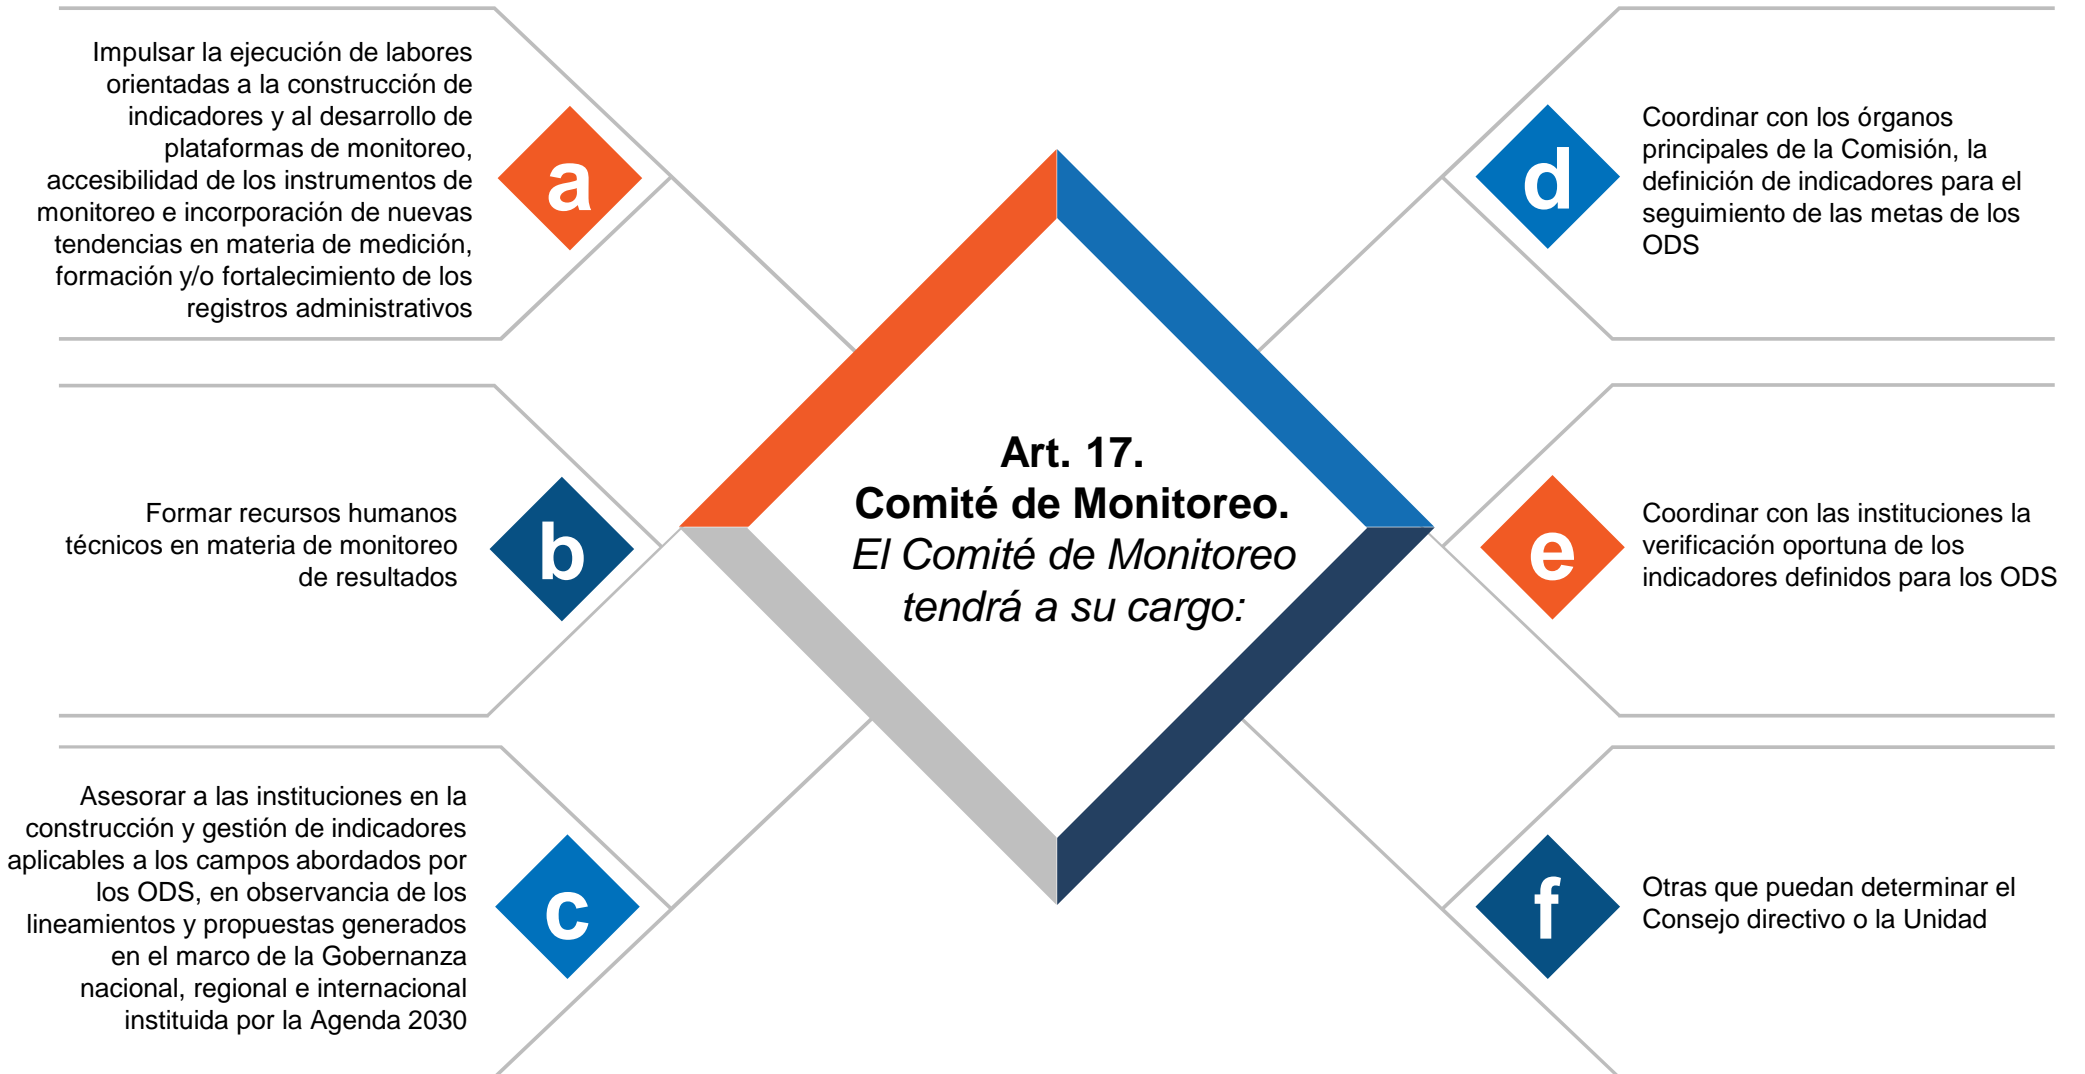 Art. 17.
Comité de Monitoreo.
El Comité de Monitoreo
tendrá a su cargo:
a
Impulsar la ejecución de labores
orientadas a la construcción de
indicadores y al desarrollo de
plataformas de monitoreo,
accesibilidad de los instrumentos de
monitoreo e incorporación de nuevas
tendencias en materia de medición,
formación y/o fortalecimiento de los
registros administrativos
b
Formar recursos humanos
técnicos en materia de monitoreo
de resultados
c
Asesorar a las instituciones en la
construcción y gestión de indicadores
aplicables a los campos abordados por
los ODS, en observancia de los
lineamientos y propuestas generados
en el marco de la Gobernanza
nacional, regional e internacional
instituida por la Agenda 2030
d
Coordinar con los órganos
principales de la Comisión, la
definición de indicadores para el
seguimiento de las metas de los
ODS
e
Coordinar con las instituciones la
verificación oportuna de los
indicadores definidos para los ODS
f
Otras que puedan determinar el
Consejo directivo o la Unidad